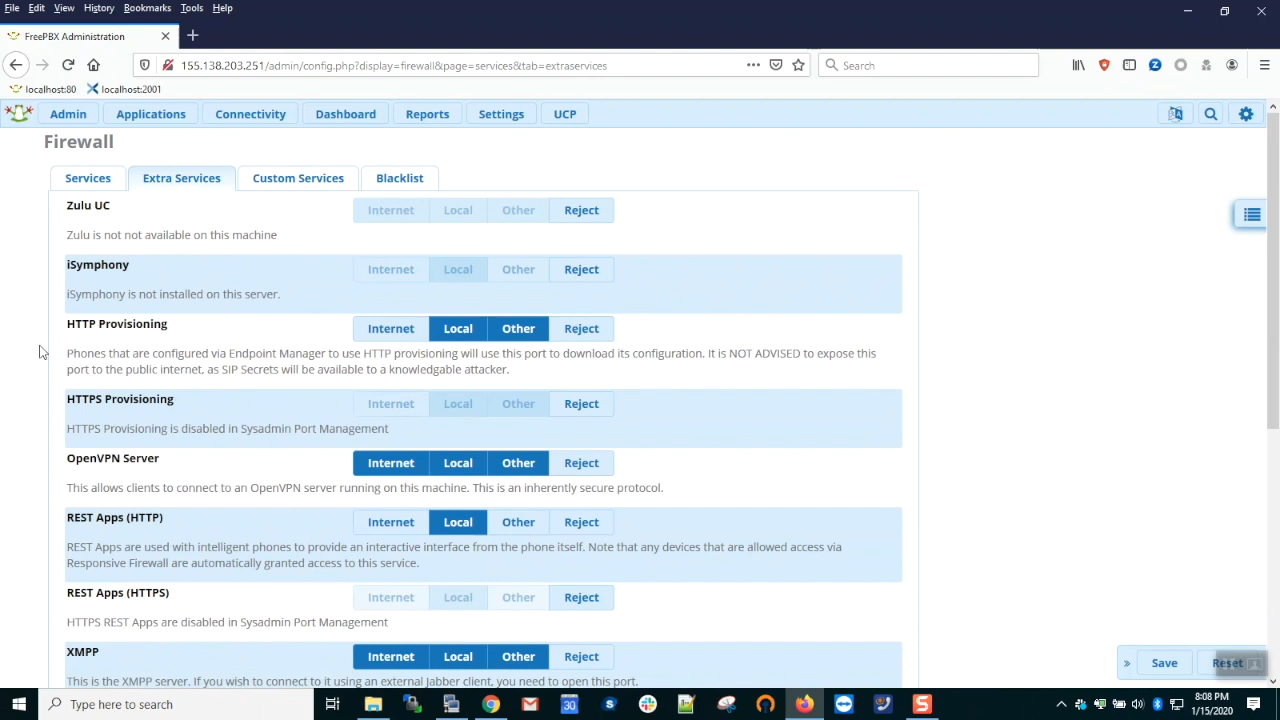 File Edit View History Bookmarks Tools Help
FreePBX Administration
155.138.203.251/admin/config.php?display=firewall&page=services&tab=extraservices
Search
localhost:80 localhost:2001
Admin Applications Connectivity Dashboard Reports Settings UCP
Firewall
Services Extra Services Custom Services Blacklist
Zulu UC Internet Local Other Reject
Zulu is not not available on this machine
iSymphony Internet Local Other Reject
iSymphony is not installed on this server.
HTTP Provisioning Internet Local Other Reject
Phones that are configured via Endpoint Manager to use HTTP provisioning will use this port to download its configuration. It is NOT ADVISED to expose this
port to the public internet, as SIP Secrets will be available to a knowledgable attacker.
HTTPS Provisioning Internet Local Other Reject
HTTPS Provisioning is disabled in Sysadmin Port Management
OpenVPN Server Internet Local Other Reject
This allows clients to connect to an OpenVPN server running on this machine. This is an inherently secure protocol.
REST Apps (HTTP) Internet Local Other Reject
REST Apps are used with intelligent phones to provide an interactive interface from the phone itself. Note that any devices that are allowed access via
Responsive Firewall are automatically granted access to this service.
REST Apps (HTTPS) Internet Local Other Reject
HTTPS REST Apps are disabled in Sysadmin Port Management
XMPP Internet Local Other Reject
This is the XMPP server. If you wish to connect to it using an external Jabber client, you need to open this port.
» Save Reset
Type here to search
8:08 PM
1/15/2020